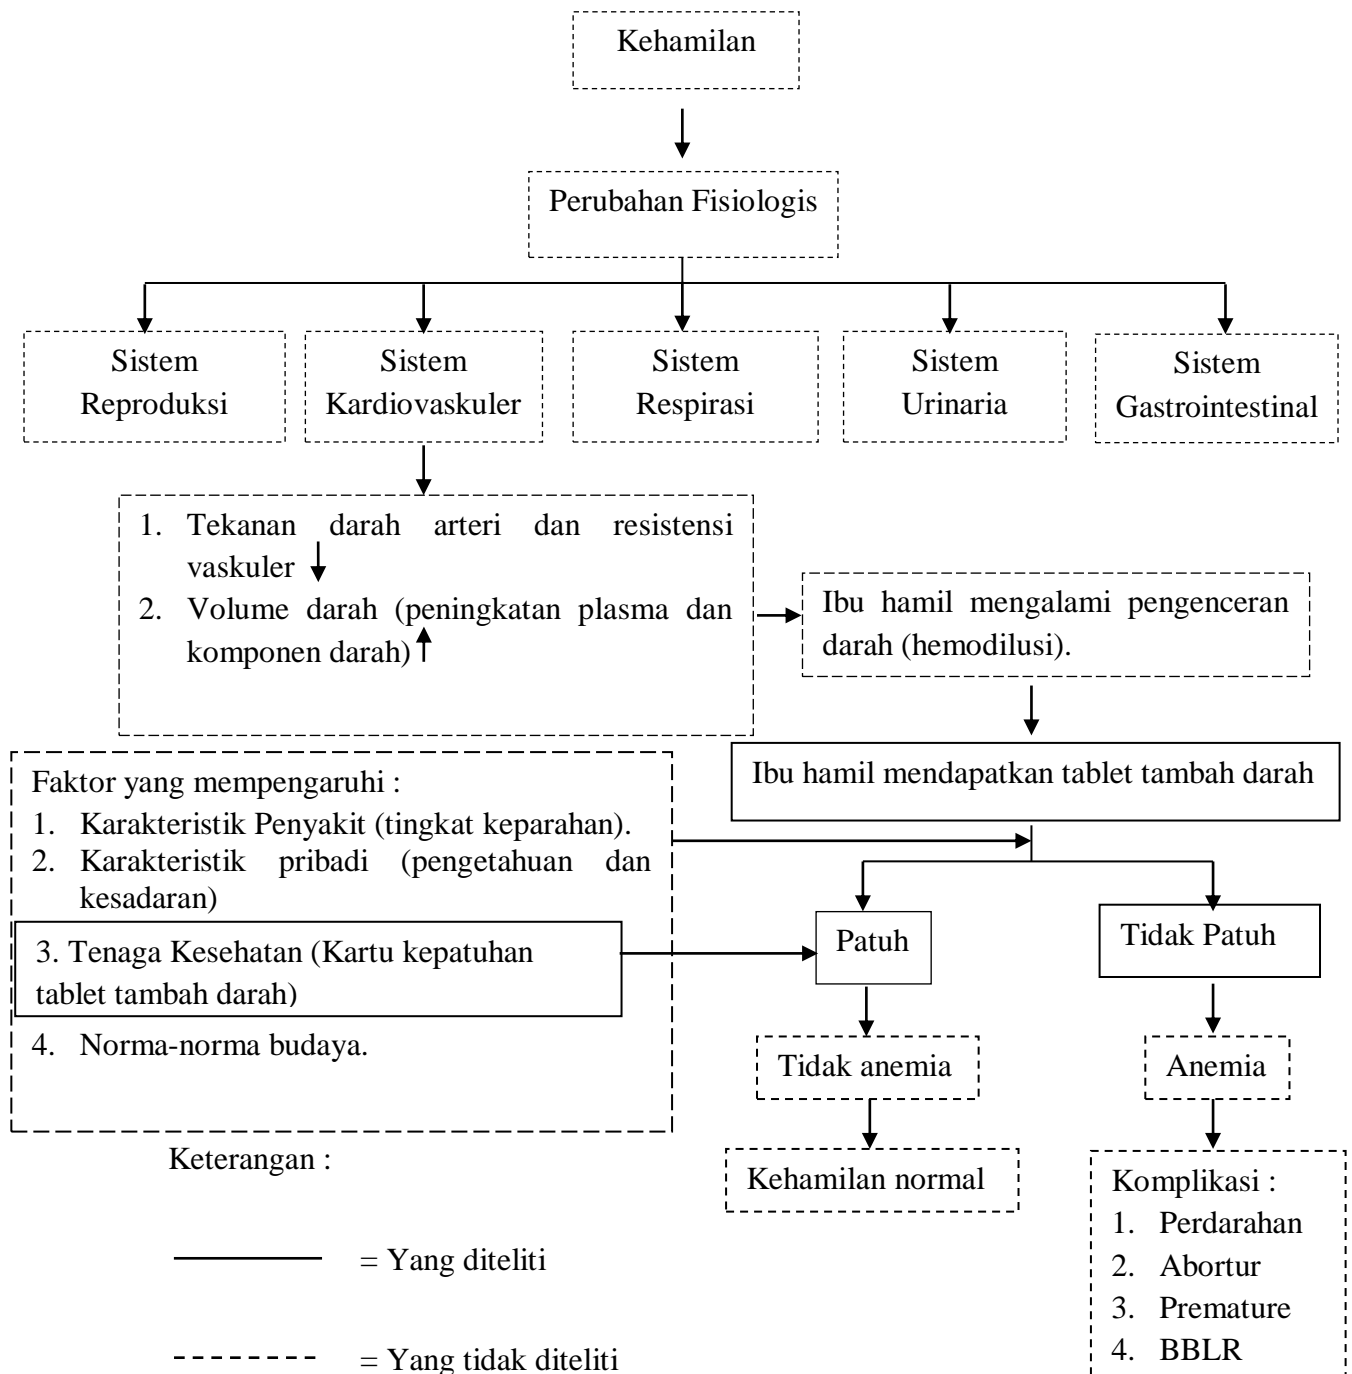 Kehamilan
Perubahan Fisiologis
Sistem
Reproduksi
Sistem
Kardiovaskuler
Sistem
Respirasi
Sistem
Urinaria
Sistem
Gastrointestinal
1. Tekanan darah arteri dan resistensi
vaskuler
2. Volume darah (peningkatan plasma dan
komponen darah)
Ibu hamil mengalami pengenceran
darah (hemodilusi).
Ibu hamil mendapatkan tablet tambah darah
Faktor yang mempengaruhi :
1. Karakteristik Penyakit (tingkat keparahan).
2. Karakteristik pribadi (pengetahuan dan
kesadaran)
3. Tenaga Kesehatan (Kartu kepatuhan
tablet tambah darah)
4. Norma-norma budaya.
Patuh
Tidak Patuh
Tidak anemia
Anemia
Kehamilan normal
Komplikasi :
1. Perdarahan
2. Abortur
3. Premature
4. BBLR
Keterangan :
= Yang diteliti
= Yang tidak diteliti